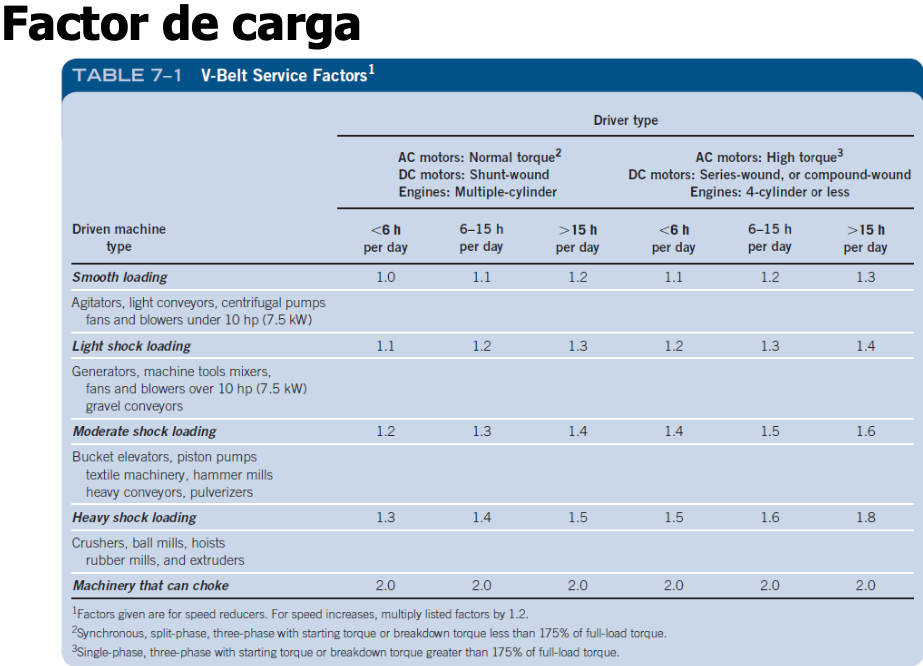 Factor de carga
TABLE 7–1 V-Belt Service Factors1
Driver type
AC motors: Normal torque2 AC motors: High torque3
DC motors: Shunt-wound DC motors: Series-wound, or compound-wound
Engines: Multiple-cylinder Engines: 4-cylinder or less
Driven machine <6 h 6–15 h >15 h <6 h 6–15 h >15 h
type per day per day per day per day per day per day
Smooth loading 1.0 1.1 1.2 1.1 1.2 1.3
Agitators, light conveyors, centrifugal pumps
fans and blowers under 10 hp (7.5 kW)
Light shock loading 1.1 1.2 1.3 1.2 1.3 1.4
Generators, machine tools mixers,
fans and blowers over 10 hp (7.5 kW)
gravel conveyors
Moderate shock loading 1.2 1.3 1.4 1.4 1.5 1.6
Bucket elevators, piston pumps
textile machinery, hammer mills
heavy conveyors, pulverizers
Heavy shock loading 1.3 1.4 1.5 1.5 1.6 1.8
Crushers, ball mills, hoists
rubber mills, and extruders
Machinery that can choke 2.0 2.0 2.0 2.0 2.0 2.0
1Factors given are for speed reducers. For speed increases, multiply listed factors by 1.2.
2Synchronous, split-phase, three-phase with starting torque or breakdown torque less than 175% of full-load torque.
3Single-phase, three-phase with starting torque or breakdown torque greater than 175% of full-load torque.